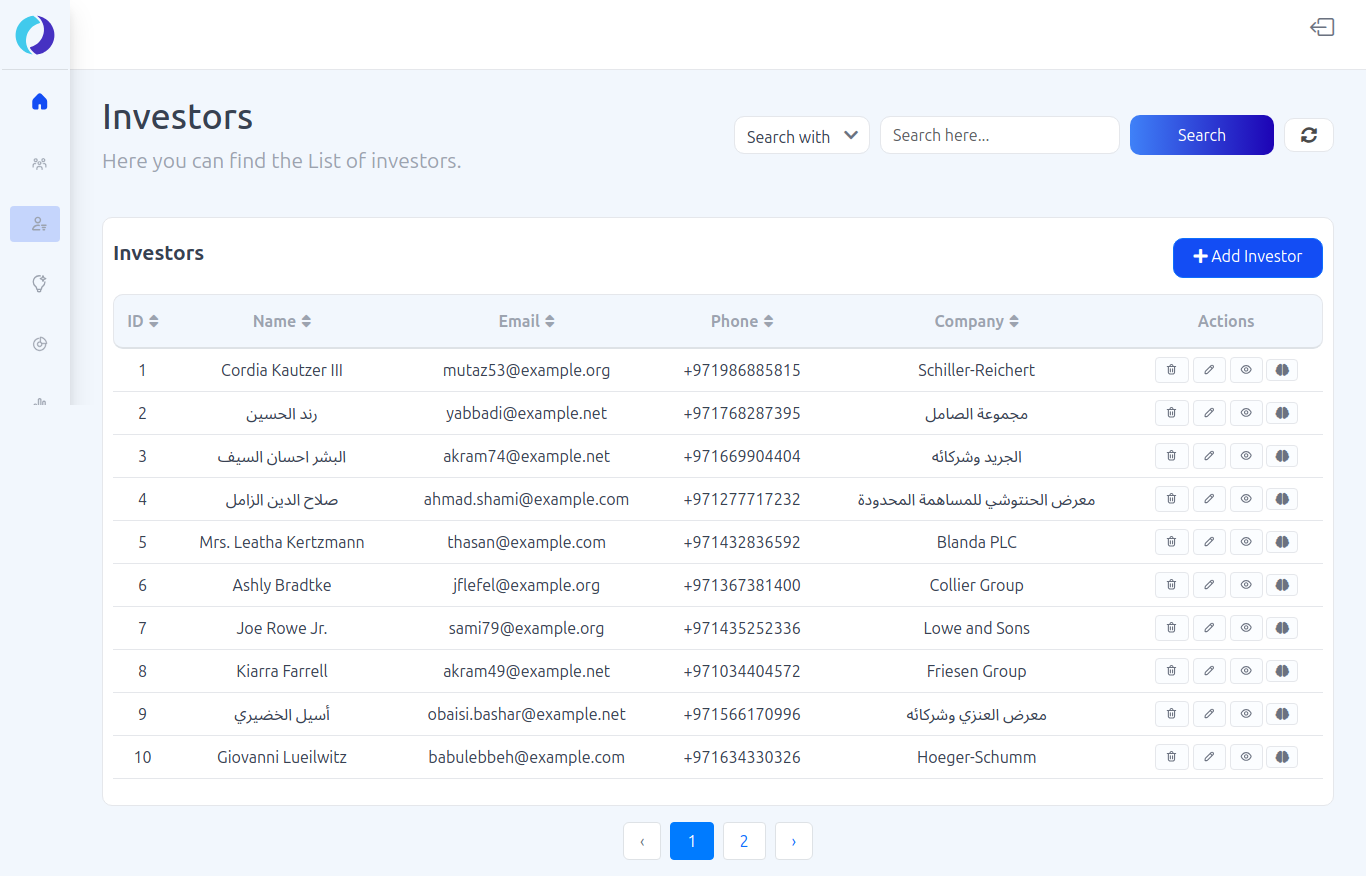 Investors
Here you can find the List of investors.
Search with
Search here...
Search
Investors
Add Investor
ID Name Email Phone Company Actions
1 Cordia Kautzer III mutaz53@example.org +971986885815 Schiller-Reichert
2 رند الحسين yabbadi@example.net +971768287395 مجموعة الصامل
3 البشر احسان السيف akram74@example.net +971669904404 الجريد وشركائه
4 صلاح الدين الزامل ahmad.shami@example.com +971277717232 معرض الحنتوشي للمساهمة المحدودة
5 Mrs. Leatha Kertzmann thasan@example.com +971432836592 Blanda PLC
6 Ashly Bradtke jflefel@example.org +971367381400 Collier Group
7 Joe Rowe Jr. sami79@example.org +971435252336 Lowe and Sons
8 Kiarra Farrell akram49@example.net +971034404572 Friesen Group
9 أسيل الخضيري obaisi.bashar@example.net +971566170996 معرض العنزي وشركائه
10 Giovanni Lueilwitz babulebbeh@example.com +971634330326 Hoeger-Schumm
‹ 1 2 ›